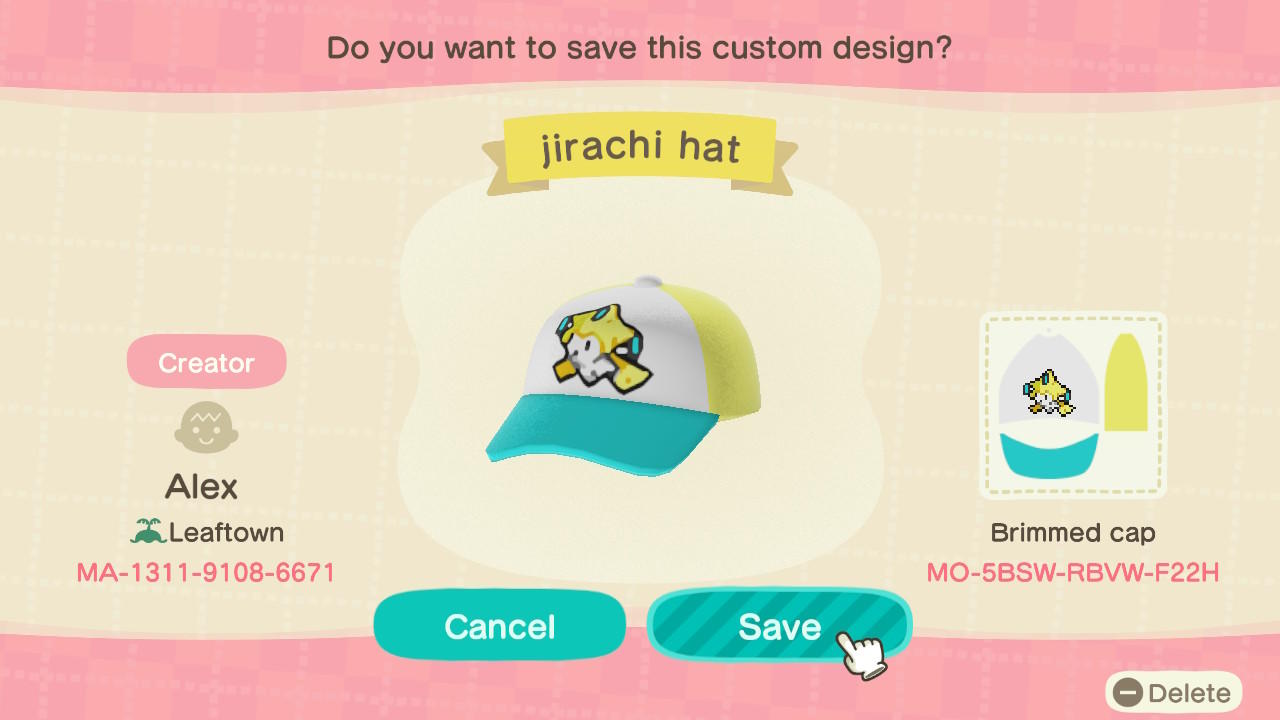 Do you want to save this custom design?
jirachi hat
Creator
Alex
Leaftown
MA-1311-9108-6671
Brimmed cap
MO-5BSW-RBVW-F22H
Cancel
Save
Delete